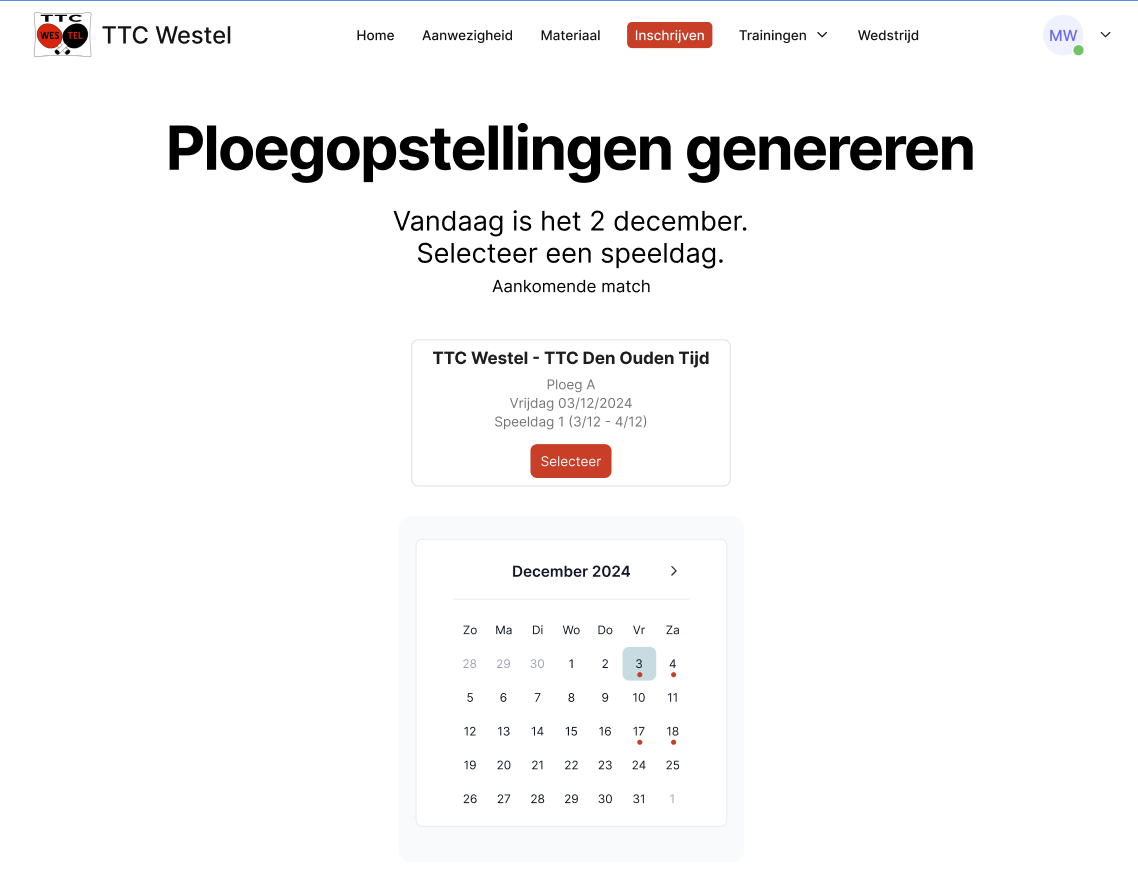 TTC
WES TEL
TTC Westel
Home Aanwezigheid Materiaal Inschrijven Trainingen Wedstrijd
MW
Ploegopstellingen genereren
Vandaag is het 2 december.
Selecteer een speeldag.
Aankomende match
TTC Westel - TTC Den Ouden Tijd
Ploeg A
Vrijdag 03/12/2024
Speeldag 1 (3/12 - 4/12)
Selecteer
December 2024
Zo Ma Di Wo Do Vr Za
28 29 30 1 2 3 4
5 6 7 8 9 10 11
12 13 14 15 16 17 18
19 20 21 22 23 24 25
26 27 28 29 30 31 1